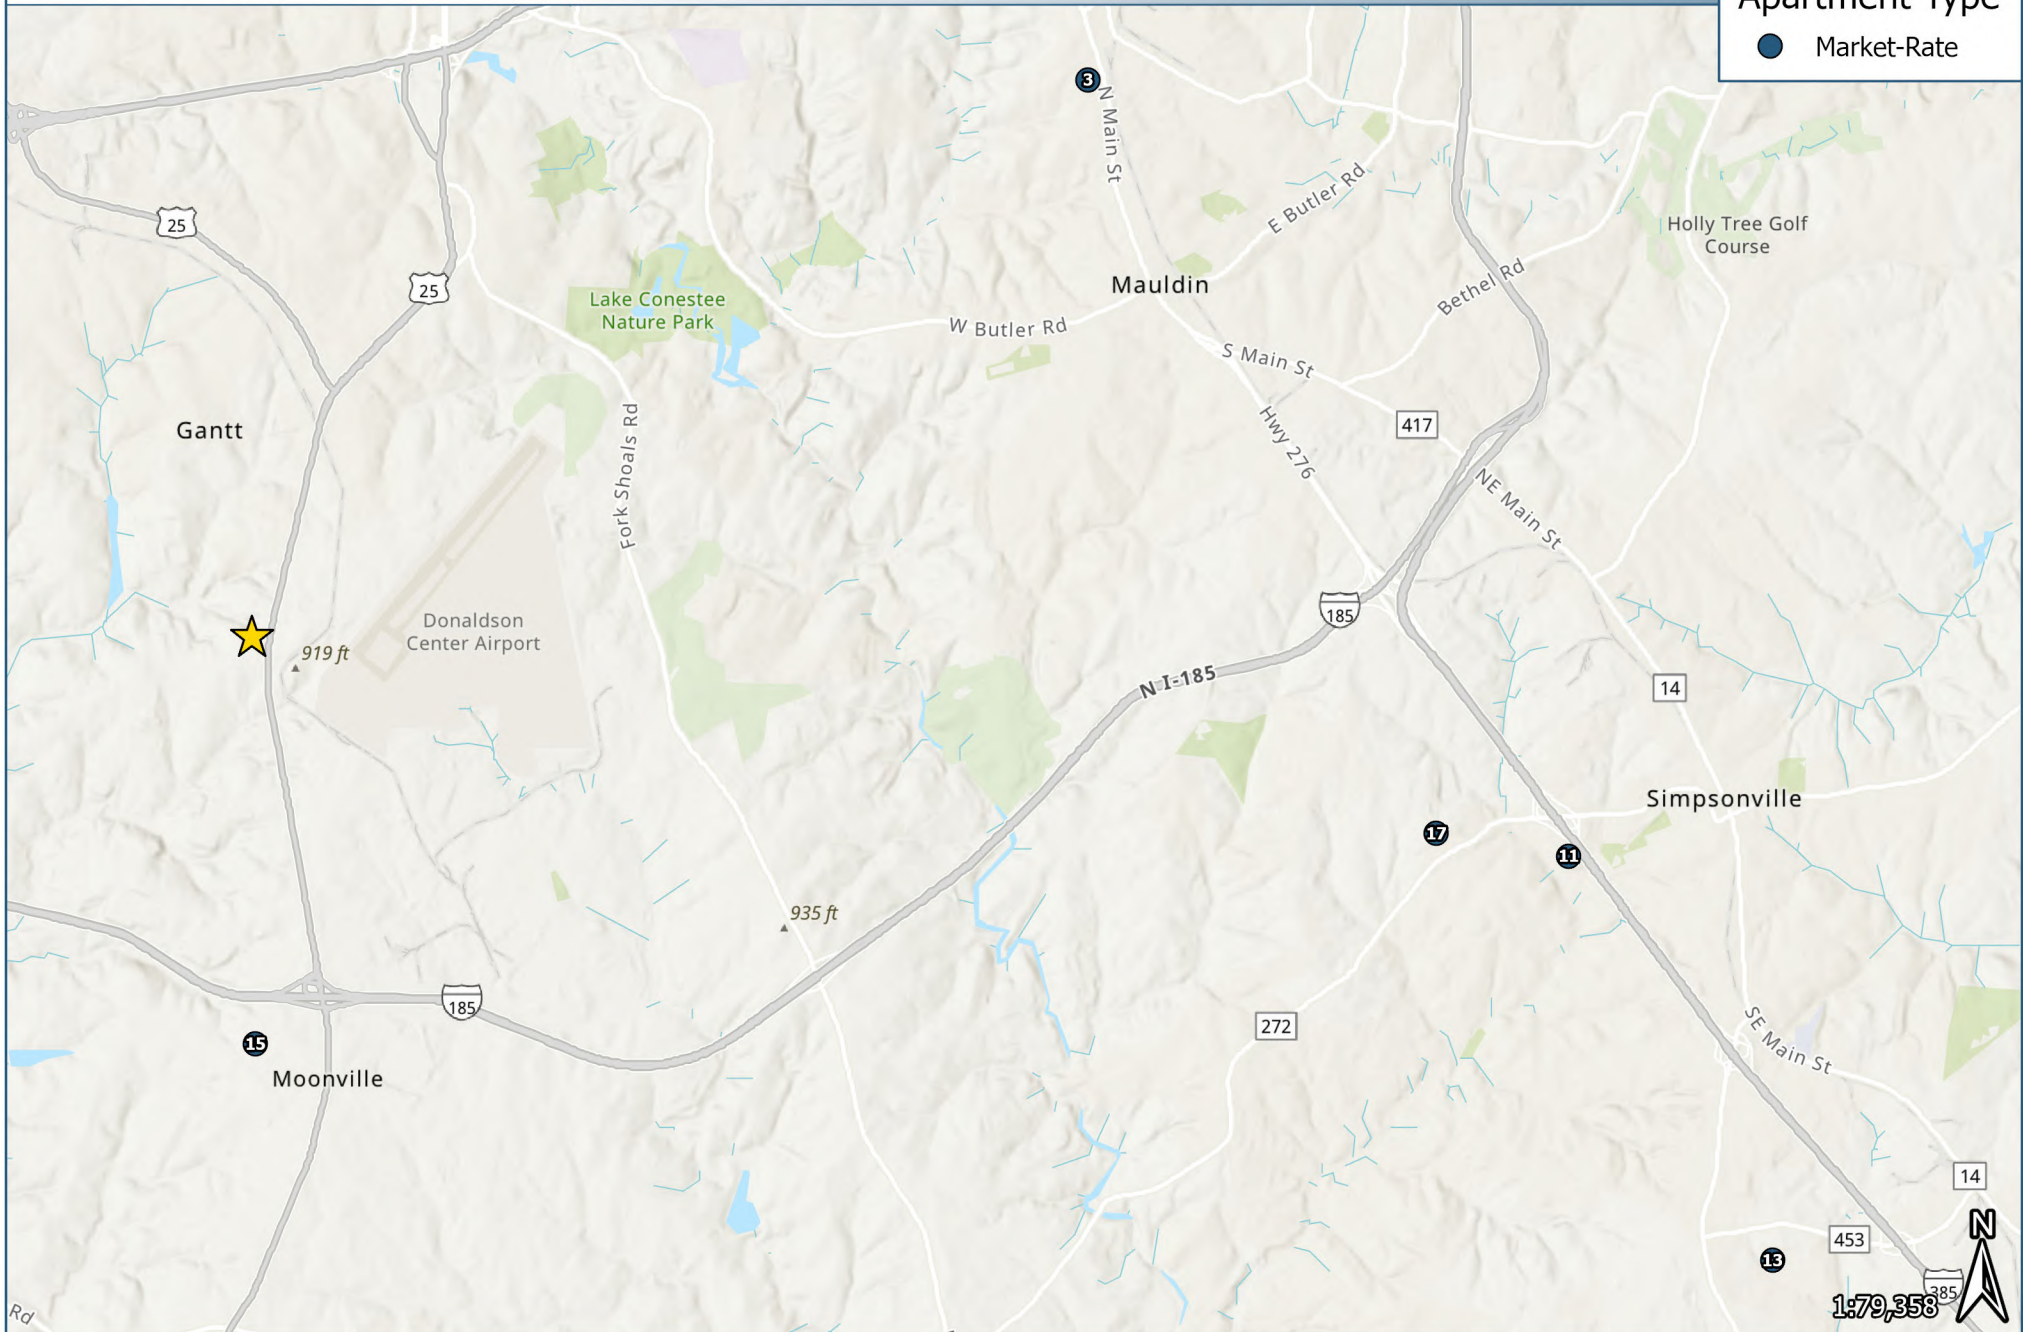 Apartment Type
Market-Rate
3
N Main St
E Butler Rd
25
Holly Tree Golf
Course
25
Mauldin
Bethel Rd
Lake Conestee
Nature Park
W Butler Rd
S Main St
Gantt
417
Hwy 276
Fork Shoals Rd
NE Main St
185
Donaldson
Center Airport
919 ft
N I-185
14
Simpsonville
17
11
935 ft
185
272
15
SE Main St
Moonville
14
N
453
13
385
1:79,358
Rd